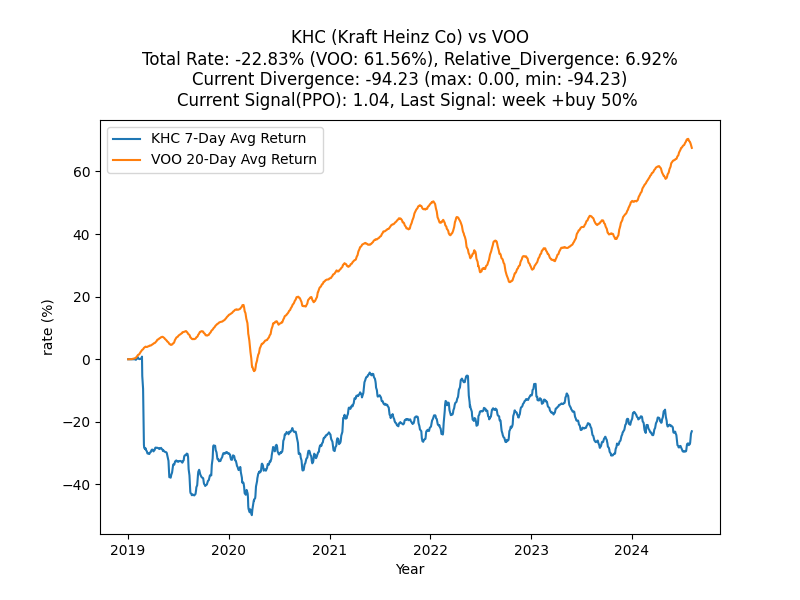 KHC (Kraft Heinz Co) vs VOO
Total Rate: -22.83% (VOO: 61.56%), Relative_Divergence: 6.92%
Current Divergence: -94.23 (max: 0.00, min: -94.23)
Current Signal(PPO): 1.04, Last Signal: week +buy 50%
KHC 7-Day Avg Return
VOO 20-Day Avg Return
60
40
20
0
−20
−40
rate (%)
2019 2020 2021 2022 2023 2024
Year